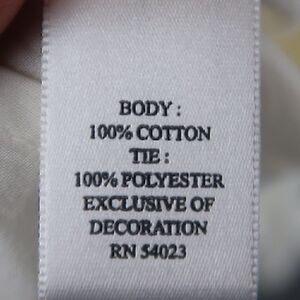 BODY :
100% COTTON
TIE :
100% POLYESTER
EXCLUSIVE OF
DECORATION
RN 54023